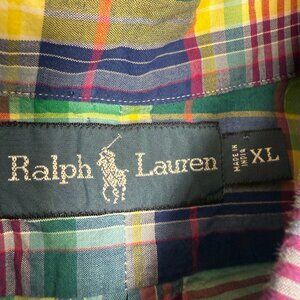 Ralph Lauren
MADE IN
INDIA
XL